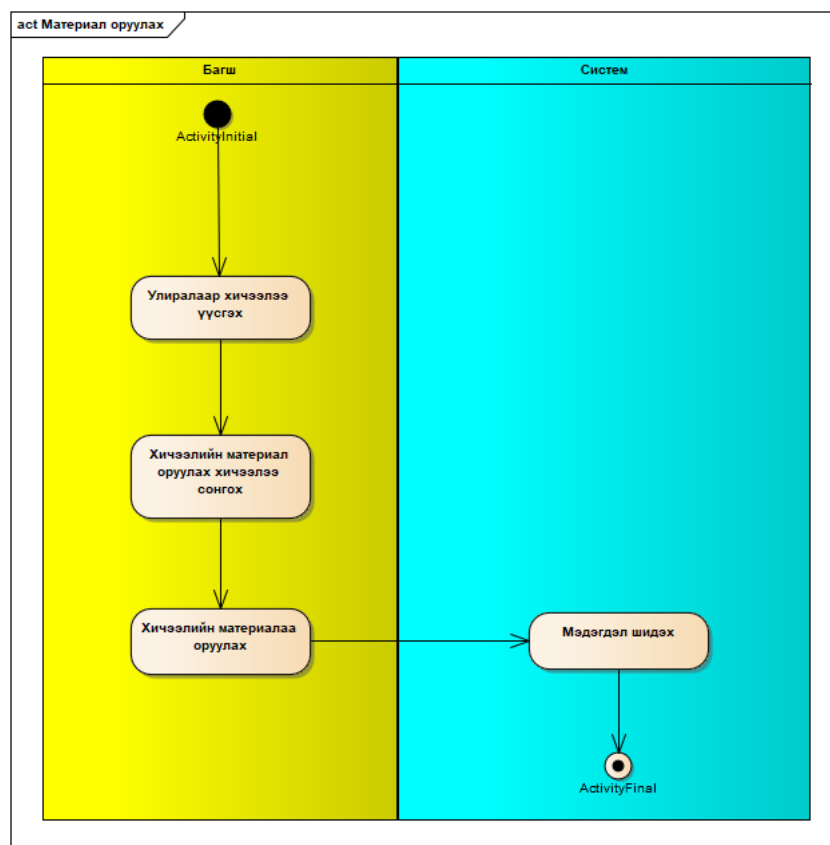 act Материал оруулах
Багш
Систем
ActivityInitial
Улиралаар хичээлээ
үүсгэх
Хичээлийн материал
оруулах хичээлээ
сонгох
Хичээлийн материалаа
оруулах
Мэдэгдэл шидэх
ActivityFinal